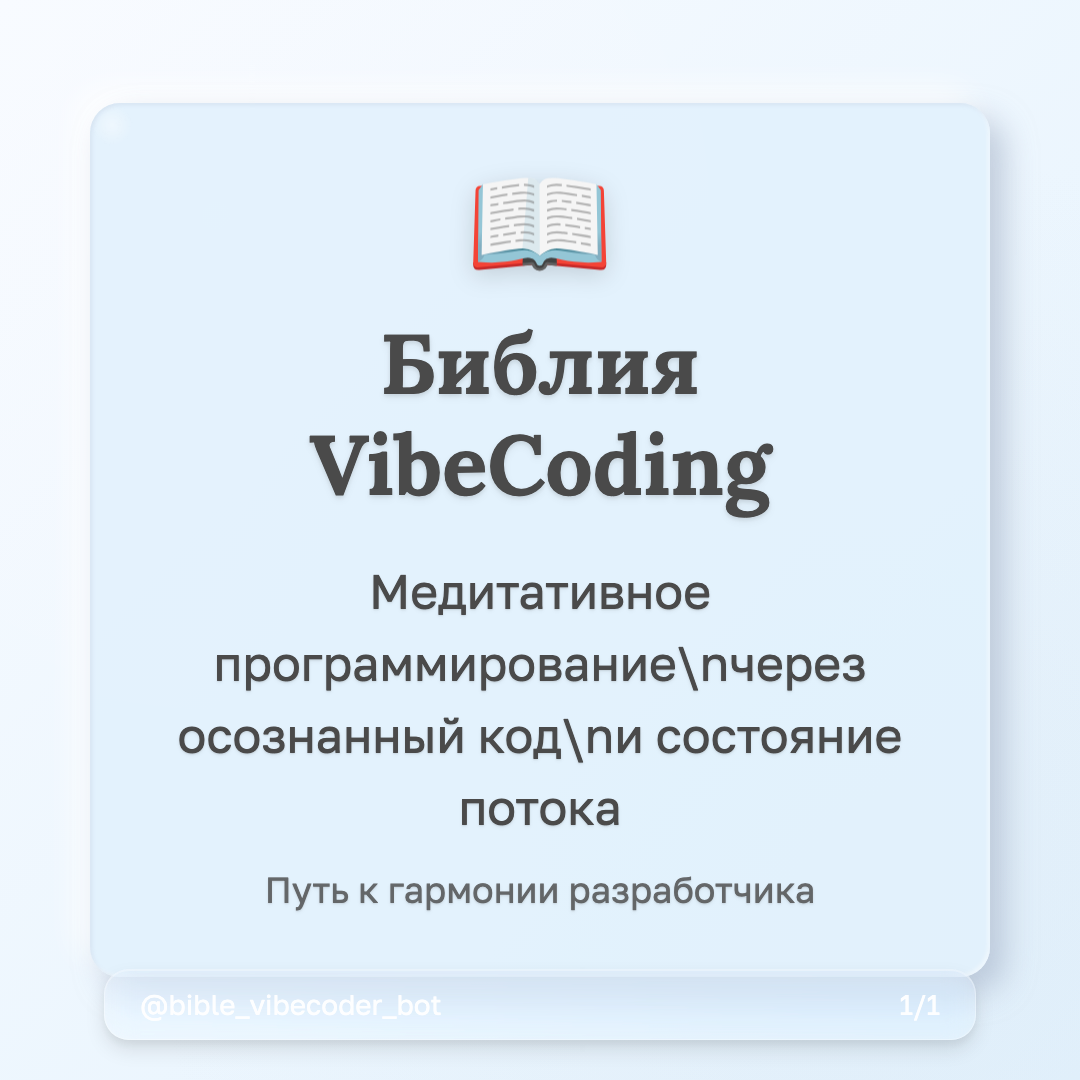 Библия
VibeCoding
Медитативное
программирование\nчерез
осознанный код\nи состояние
потока
Путь к гармонии разработчика
@bible_vibecoder_bot
1/1